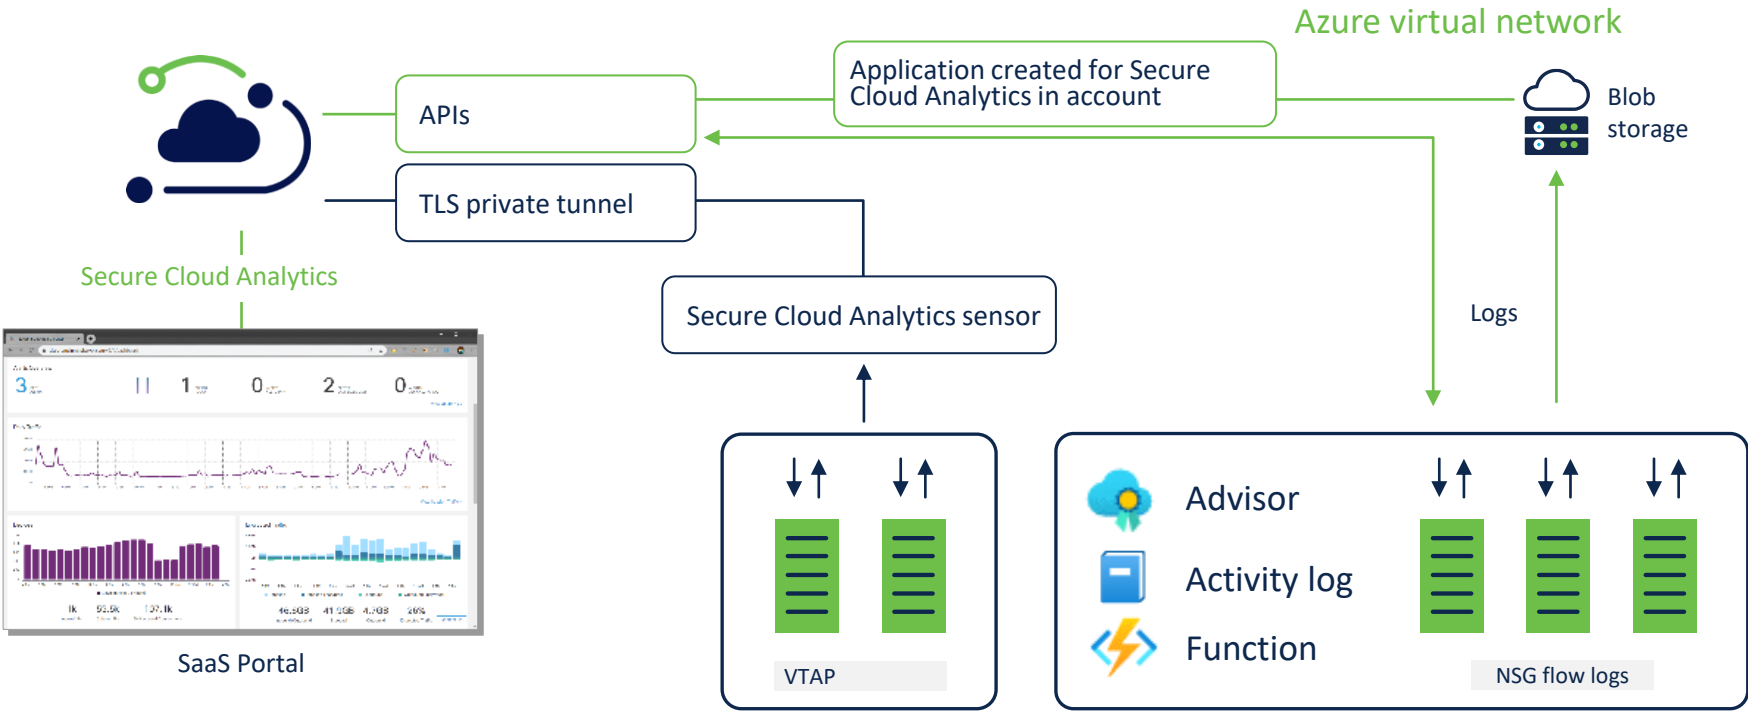 Azure virtual network
Application created for Secure
Cloud Analytics in account
APIs
Blob
storage
TLS private tunnel
Secure Cloud Analytics
Secure Cloud Analytics sensor
Logs
3
1
0
2
0
Advisor
Activity log
Function
26%
SaaS Portal
VTAP
NSG flow logs